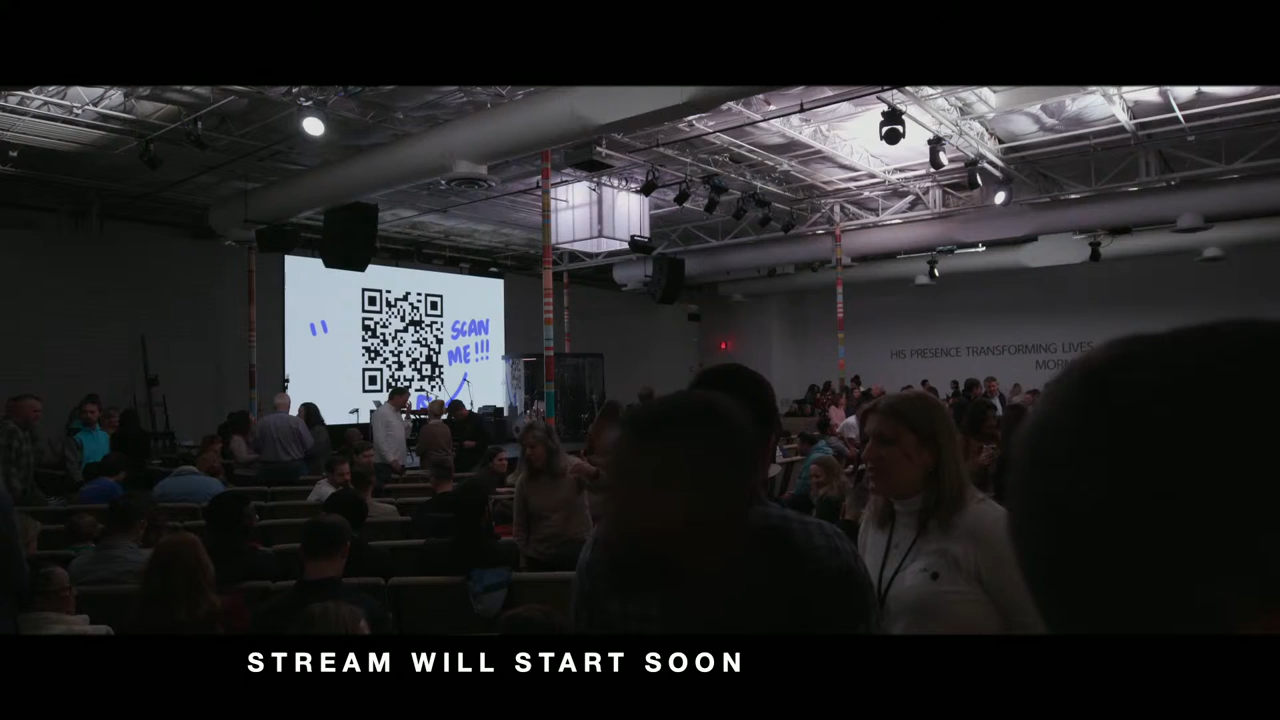 SCAN
ME!!!
HIS PRESENCE TRANSFORMING LIVES
STREAM WILL START SOON